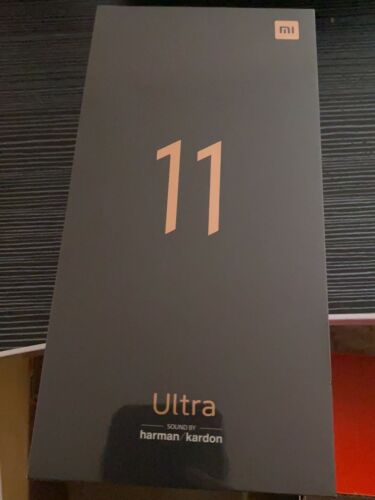 mi
11
Ultra
SOUND BY
harman/kardon